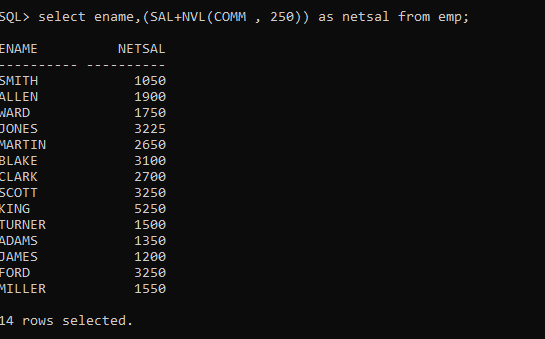 SQL> select ename,(SAL+NVL(COMM , 250)) as netsal from emp;
ENAME          NETSAL
---------- ----------
SMITH            1050
ALLEN            1900
WARD             1750
JONES            3225
MARTIN           2650
BLAKE            3100
CLARK            2700
SCOTT            3250
KING             5250
TURNER           1500
ADAMS            1350
JAMES            1200
FORD             3250
MILLER           1550
14 rows selected.